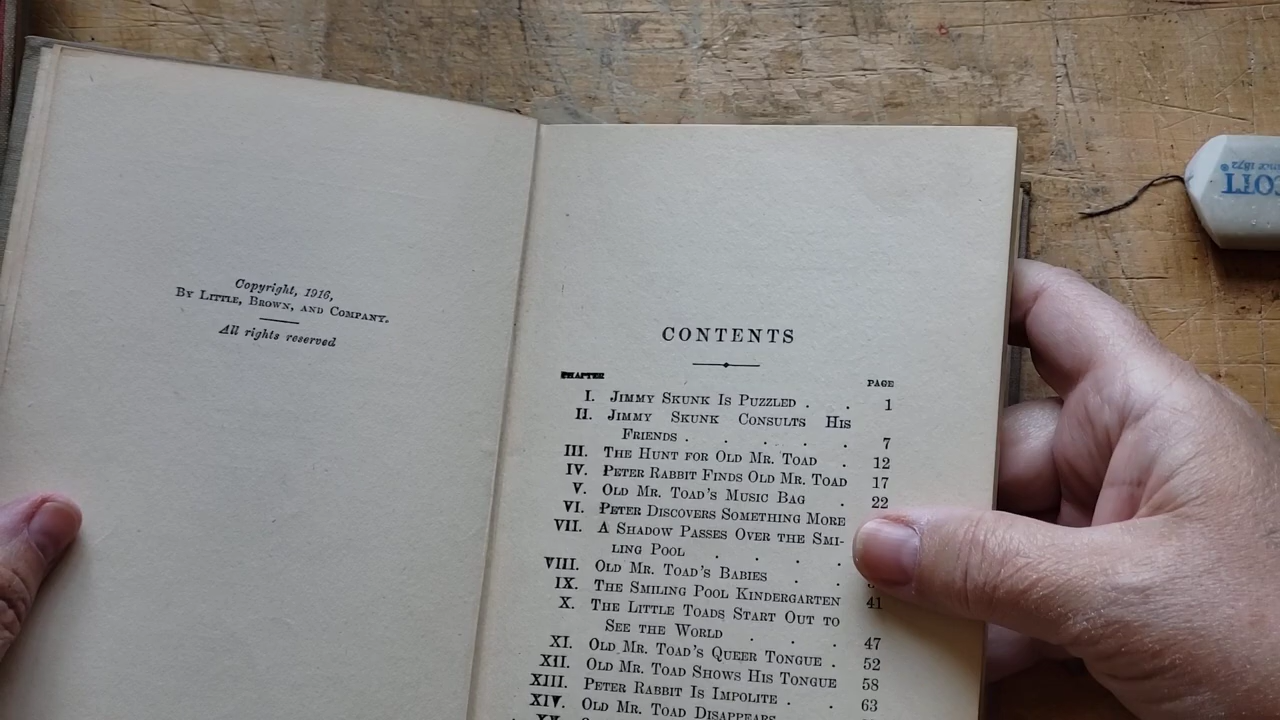 Copyright, 1916,
By Little, Brown, and Company.
All rights reserved
CONTENTS
CHAPTER PAGE
I. Jimmy Skunk Is Puzzled . . 1
II. Jimmy Skunk Consults His
Friends . . . . . 7
III. The Hunt for Old Mr. Toad . 12
IV. Peter Rabbit Finds Old Mr. Toad 17
V. Old Mr. Toad's Music Bag . 22
VI. Peter Discovers Something More
VII. A Shadow Passes Over the Smi-
ling Pool . . . .
VIII. Old Mr. Toad's Babies . .
IX. The Smiling Pool Kindergarten 41
X. The Little Toads Start Out to
See the World . . . 47
XI. Old Mr. Toad's Queer Tongue . 52
XII. Old Mr. Toad Shows His Tongue 58
XIII. Peter Rabbit Is Impolite . . 63
XIV. Old Mr. Toad Disappears